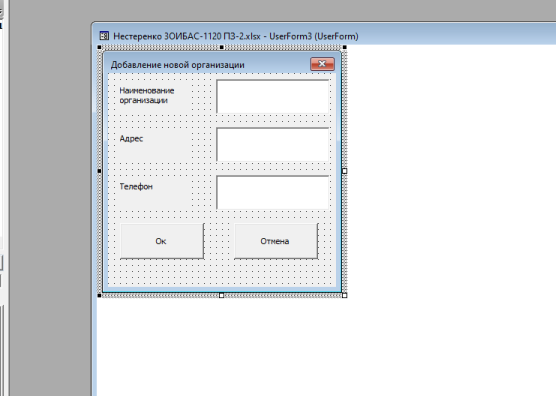 Нестеренко ЗОИБАС-1120 ПЗ-2.xlsx - UserForm3 (UserForm)
Добавление новой организации
Наименование
организации
Адрес
Телефон
Ок
Отмена